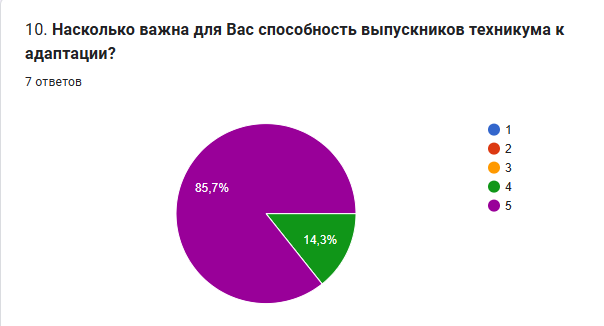 10. Насколько важна для Вас способность выпускников техникума к
адаптации?
7 ответов
85,7%
14,3%
1
2
3
4
5